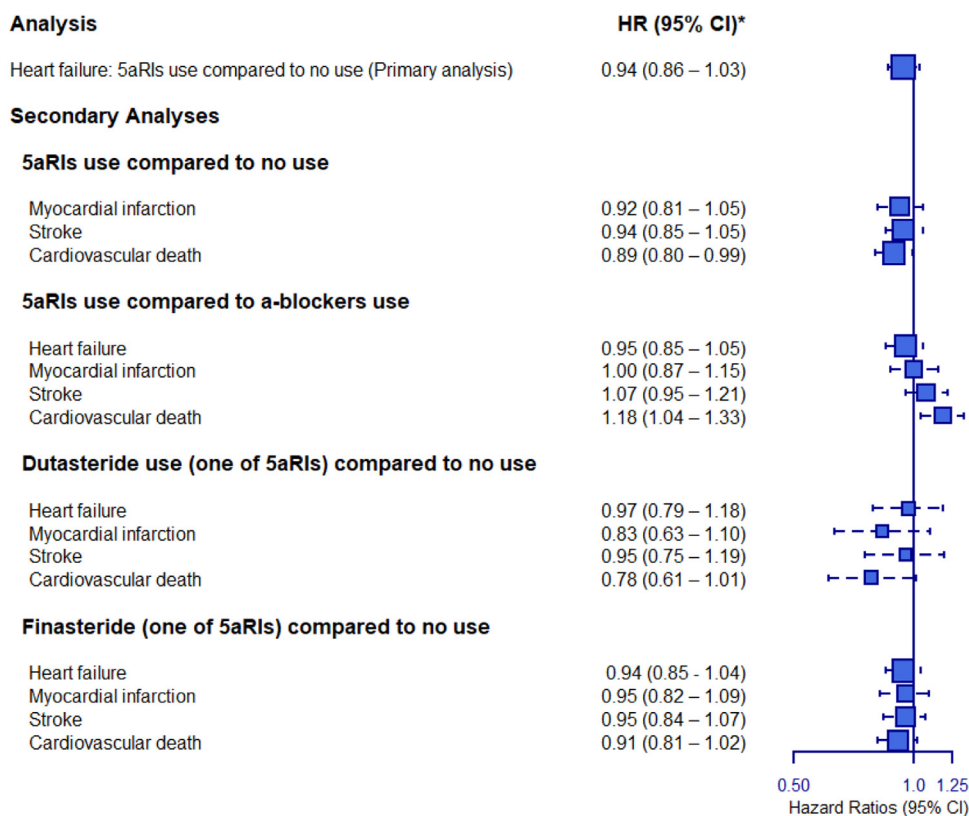 Analysis HR (95% CI)*
Heart failure: 5aRIs use compared to no use (Primary analysis) 0.94 (0.86 – 1.03)
Secondary Analyses
5aRIs use compared to no use
Myocardial infarction 0.92 (0.81 – 1.05)
Stroke 0.94 (0.85 – 1.05)
Cardiovascular death 0.89 (0.80 – 0.99)
5aRIs use compared to a-blockers use
Heart failure 0.95 (0.85 – 1.05)
Myocardial infarction 1.00 (0.87 – 1.15)
Stroke 1.07 (0.95 – 1.21)
Cardiovascular death 1.18 (1.04 – 1.33)
Dutasteride use (one of 5aRIs) compared to no use
Heart failure 0.97 (0.79 – 1.18)
Myocardial infarction 0.83 (0.63 – 1.10)
Stroke 0.95 (0.75 – 1.19)
Cardiovascular death 0.78 (0.61 – 1.01)
Finasteride (one of 5aRIs) compared to no use
Heart failure 0.94 (0.85 - 1.04)
Myocardial infarction 0.95 (0.82 – 1.09)
Stroke 0.95 (0.84 – 1.07)
Cardiovascular death 0.91 (0.81 – 1.02)
0.50 1.0 1.25
Hazard Ratios (95% CI)